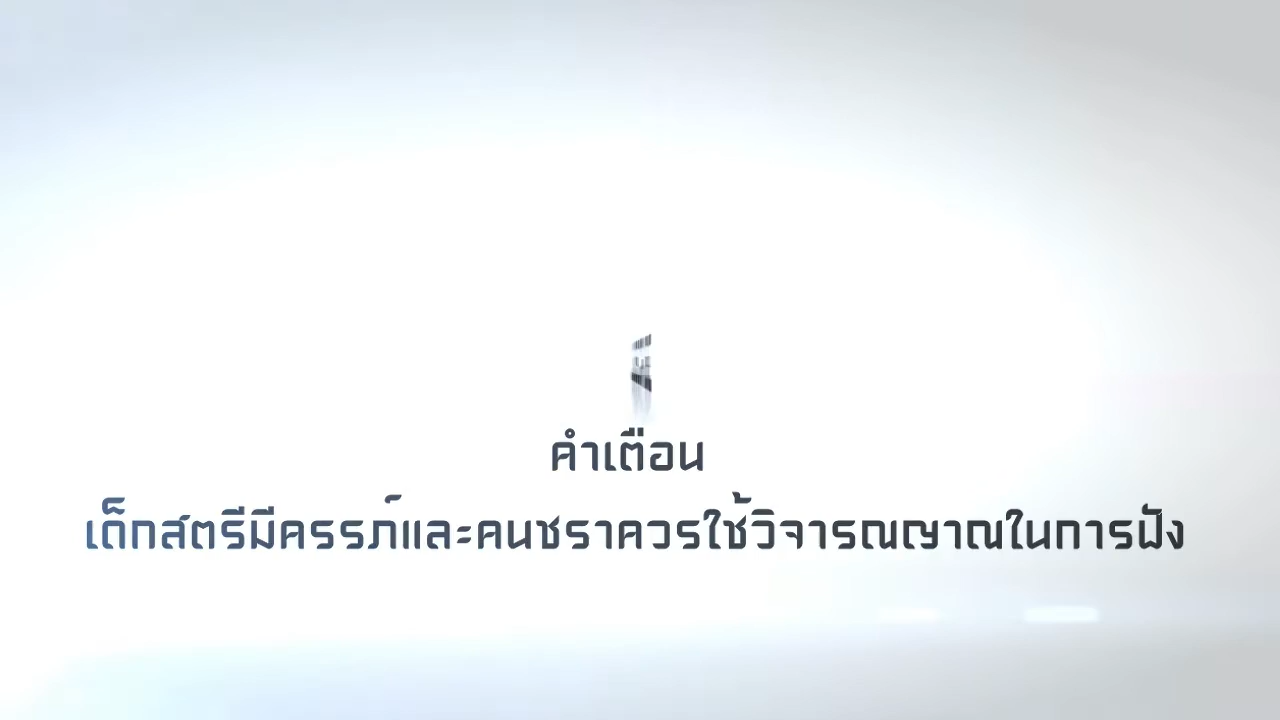 คำเตือน
เด็กสตรีมีครรภ์และคนชราควรใช้วิจารณญาณในการฟัง